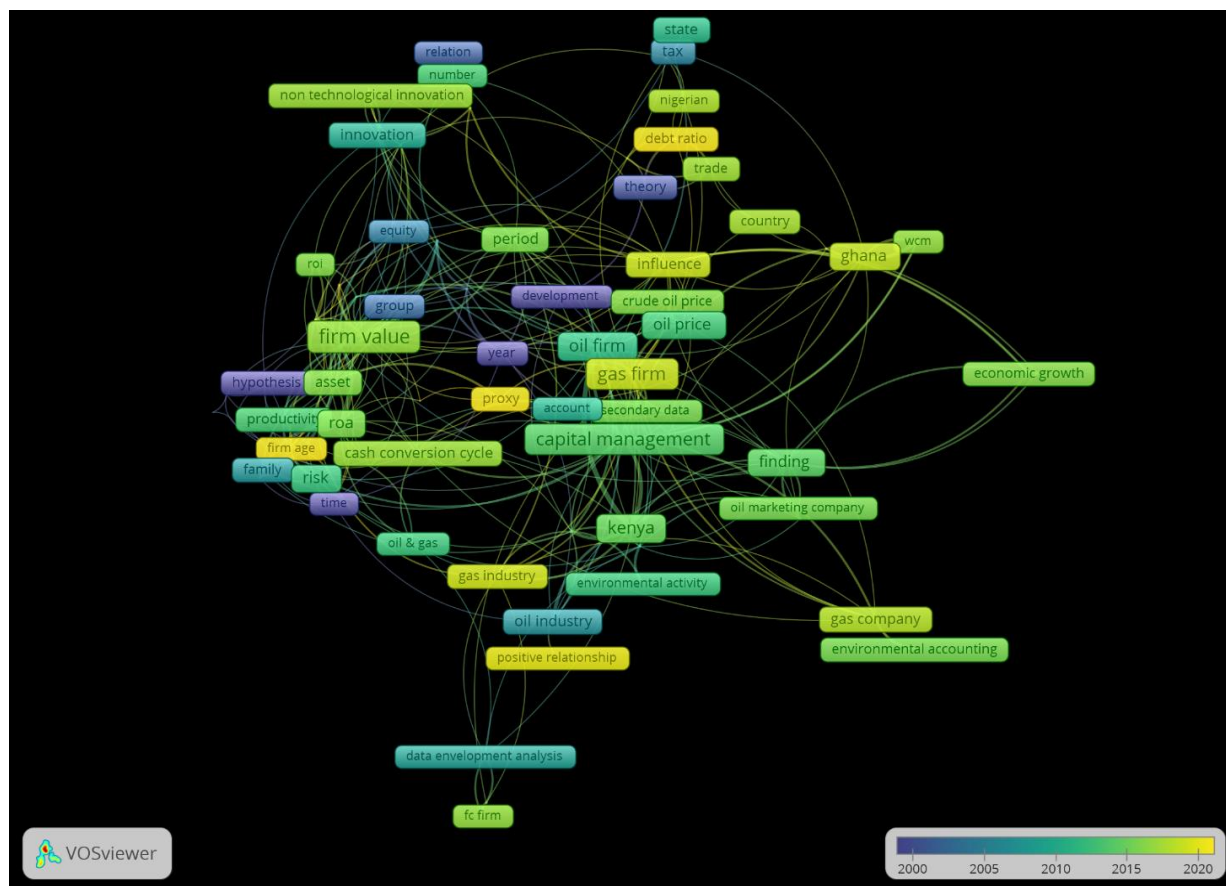 state
relation
tax
number
non technological innovation
nigerian
innovation
debt ratio
trade
theory
country
equity
period
wcm
ghana
roi
influence
development
crude oil price
group
oil price
firm value
oil firm
year
gas firm
economic growth
hypothesis
asset
proxy
account
secondary data
productivity
roa
capital management
firm age
cash conversion cycle
family
risk
finding
time
oil marketing company
kenya
oil & gas
gas industry
environmental activity
oil industry
gas company
environmental accounting
positive relationship
data envelopment analysis
fc firm
VOSviewer
2000 2005 2010 2015 2020